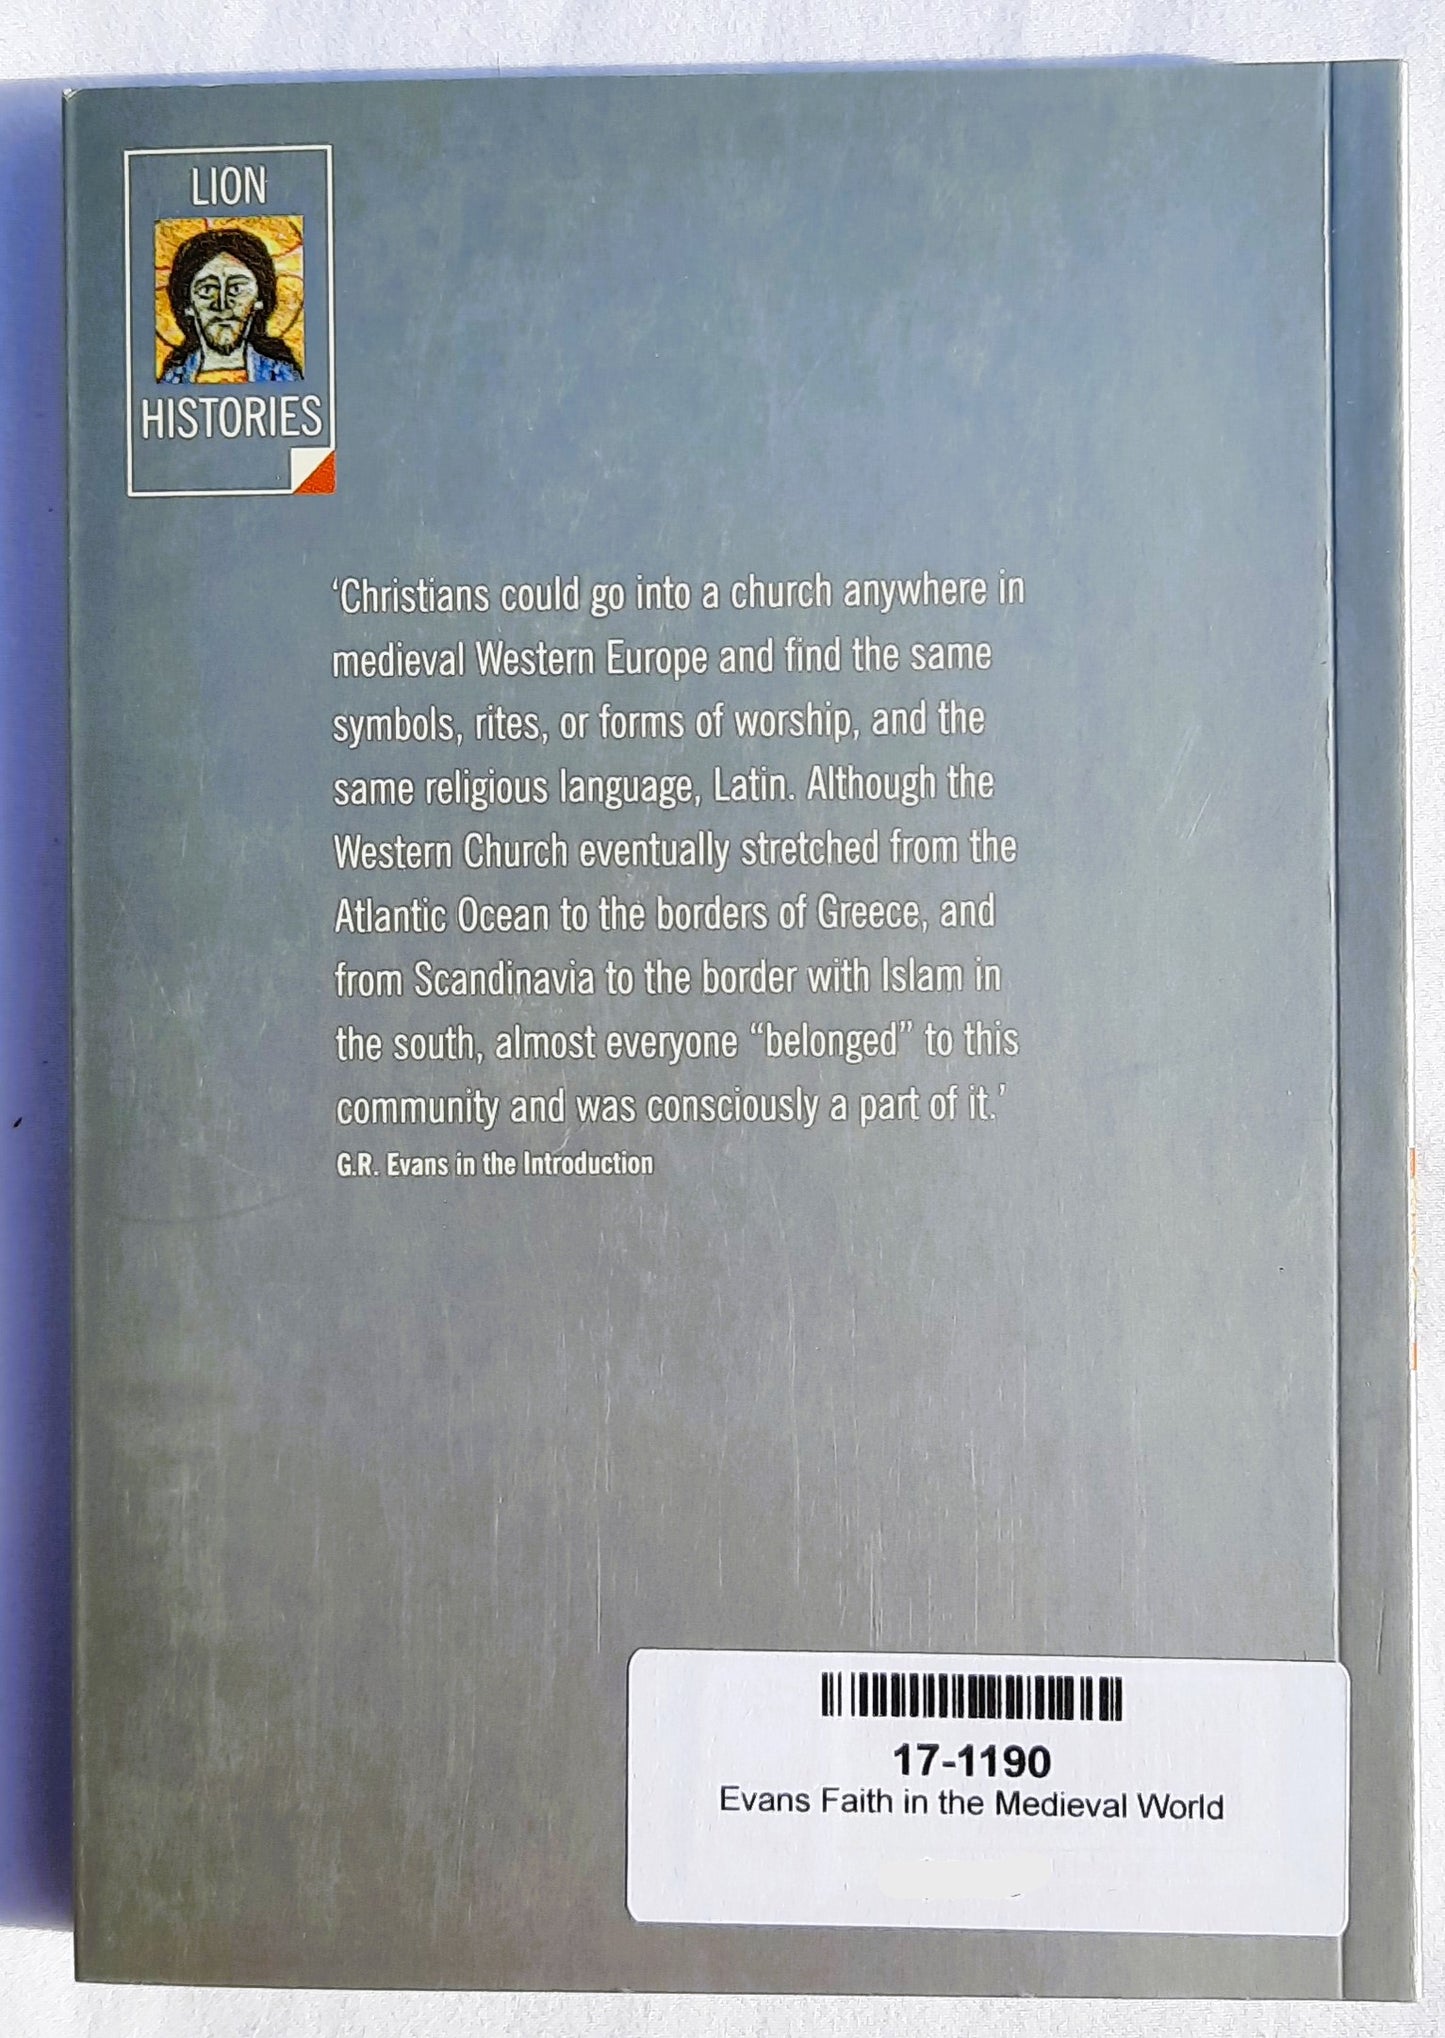 LION
HISTORIES
‘Christians could go into a church anywhere in
medieval Western Europe and find the same
symbols, rites, or forms of worship, and the
same religious language, Latin. Although the
Western Church eventually stretched from the
Atlantic Ocean to the borders of Greece, and
from Scandinavia to the border with Islam in
the south, almost everyone “belonged” to this
community and was consciously a part of it.’
G.R. Evans in the Introduction
17-1190
Evans Faith in the Medieval World